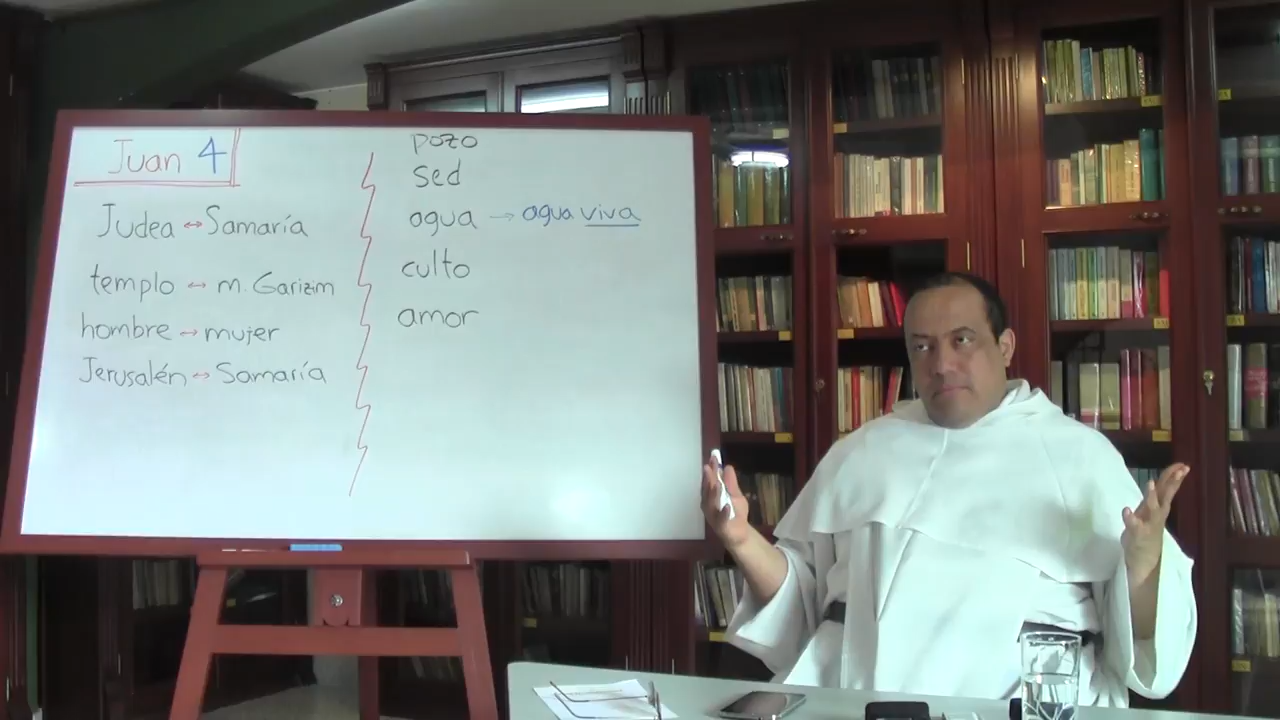 Juan 4
Judea ↔ Samaría
templo ↔ m. Garizim
hombre ↔ mujer
Jerusalén ↔ Samaría
pozo
sed
agua → agua viva
culto
amor